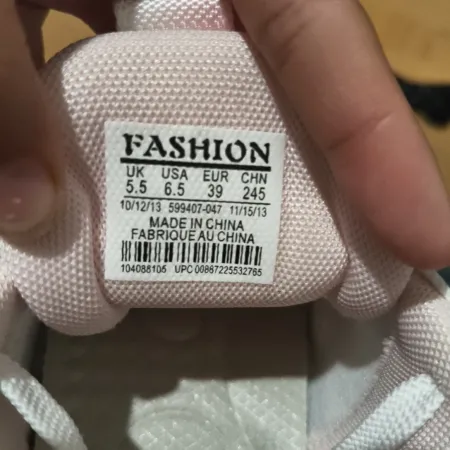 FASHION
UK USA EUR CHN
5.5 6.5 39 245
10/12/13 599407-047 11/15/13
MADE IN CHINA
FABRIQUE AU CHINA
104088105 UPC 00867225532765